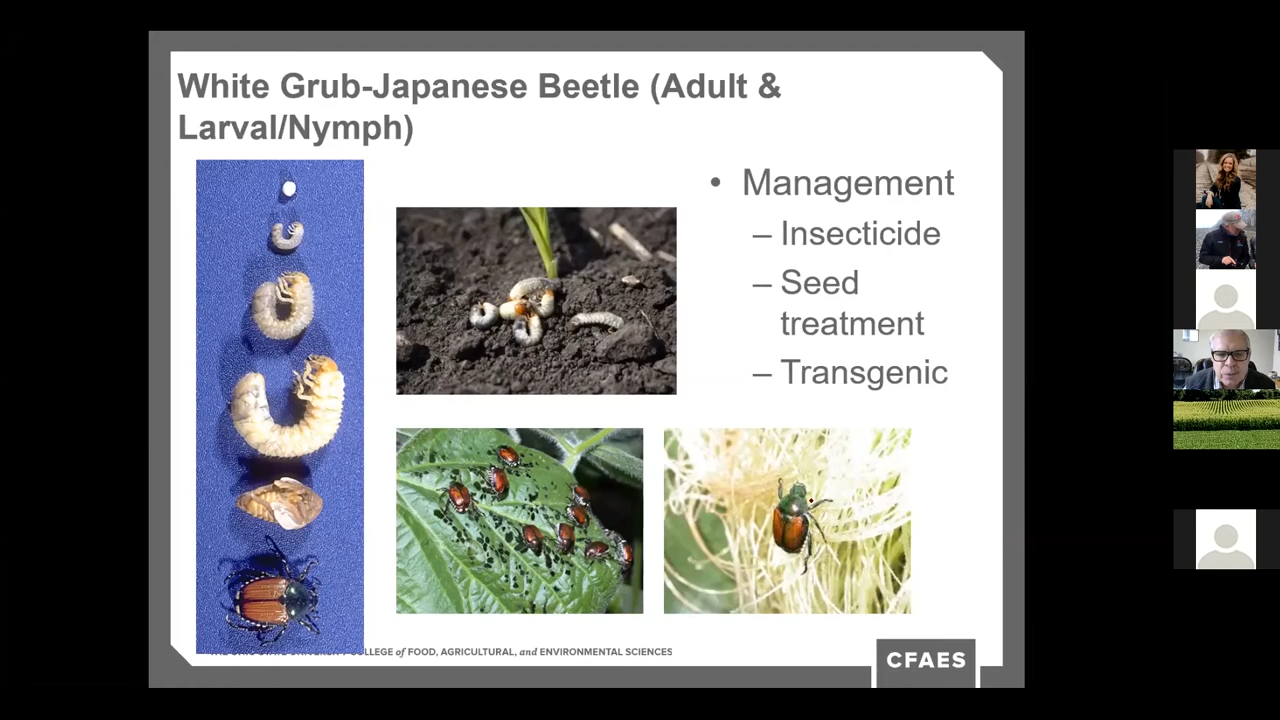 White Grub-Japanese Beetle (Adult &
Larval/Nymph)
• Management
– Insecticide
– Seed
treatment
– Transgenic
of FOOD, AGRICULTURAL, and ENVIRONMENTAL SCIENCES
CFAES